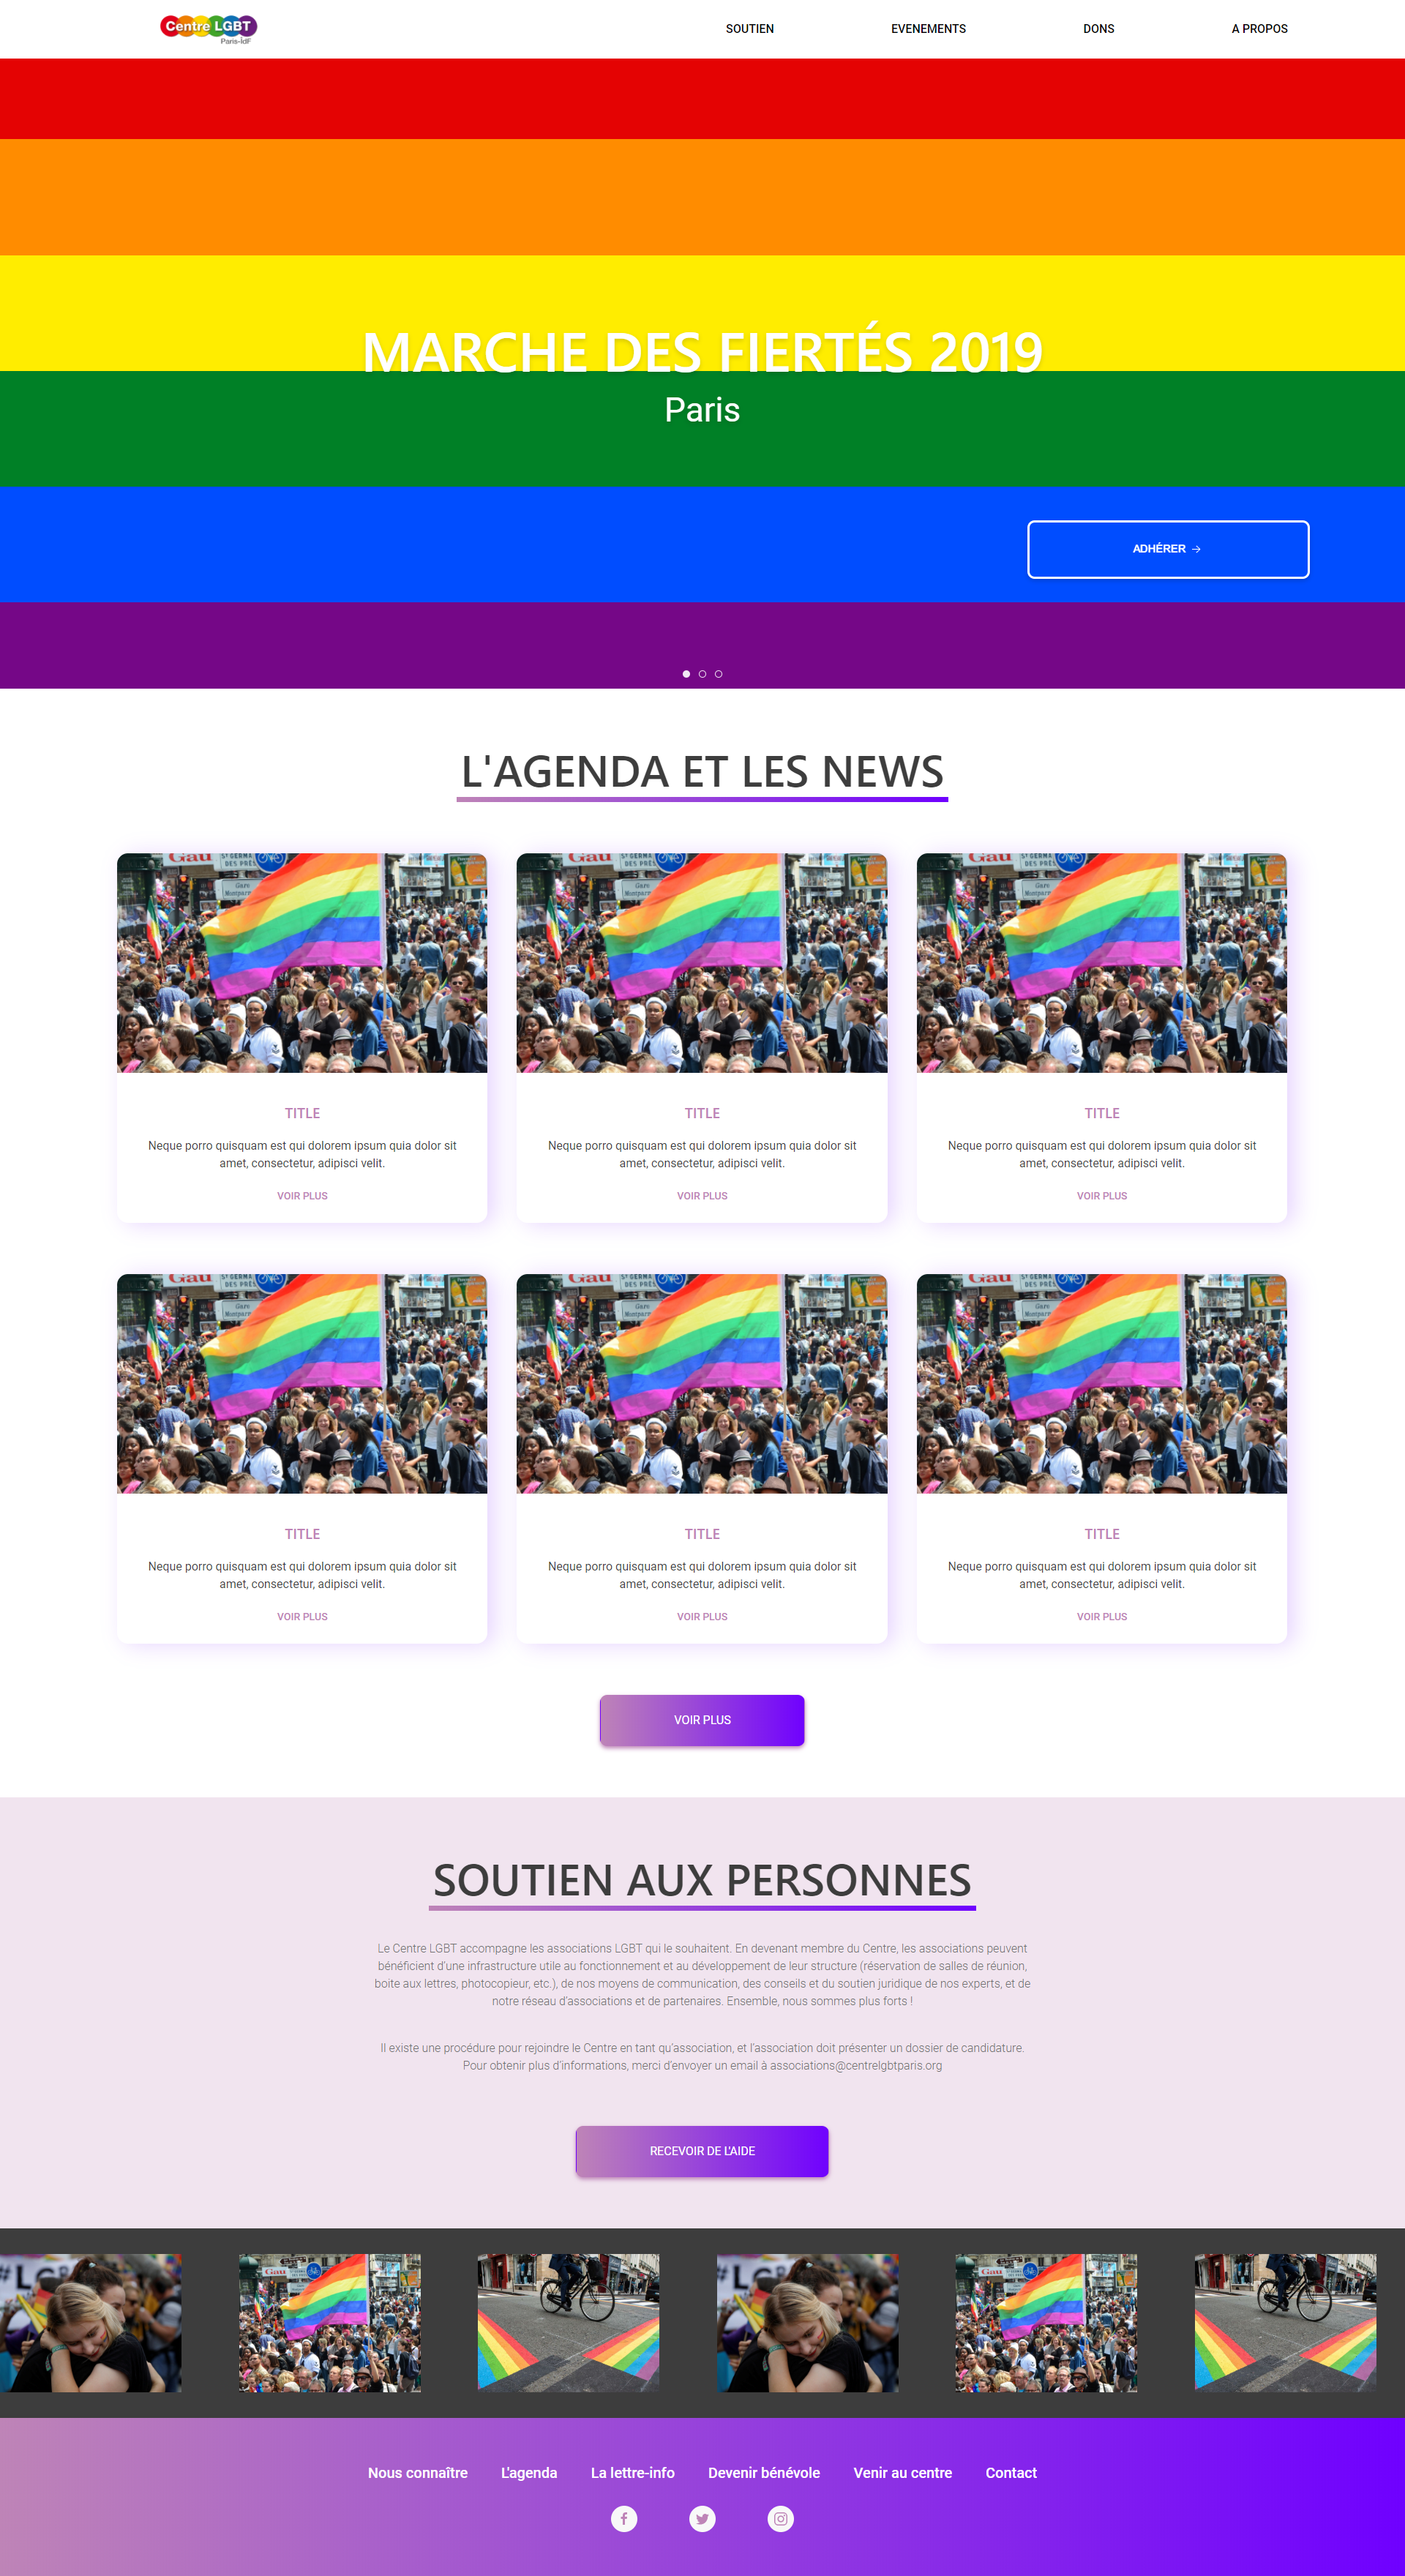 Centre LGBT
Paris-IdF
SOUTIEN
EVENEMENTS
DONS
A PROPOS
MARCHE DES FIERTÉS 2019
Paris
ADHÉRER →
L'AGENDA ET LES NEWS
TITLE
Neque porro quisquam est qui dolorem ipsum quia dolor sit
amet, consectetur, adipisci velit.
VOIR PLUS
TITLE
Neque porro quisquam est qui dolorem ipsum quia dolor sit
amet, consectetur, adipisci velit.
VOIR PLUS
TITLE
Neque porro quisquam est qui dolorem ipsum quia dolor sit
amet, consectetur, adipisci velit.
VOIR PLUS
TITLE
Neque porro quisquam est qui dolorem ipsum quia dolor sit
amet, consectetur, adipisci velit.
VOIR PLUS
TITLE
Neque porro quisquam est qui dolorem ipsum quia dolor sit
amet, consectetur, adipisci velit.
VOIR PLUS
TITLE
Neque porro quisquam est qui dolorem ipsum quia dolor sit
amet, consectetur, adipisci velit.
VOIR PLUS
VOIR PLUS
SOUTIEN AUX PERSONNES
Le Centre LGBT accompagne les associations LGBT qui le souhaitent. En devenant membre du Centre, les associations peuvent
bénéficient d'une infrastructure utile au fonctionnement et au développement de leur structure (réservation de salles de réunion,
boite aux lettres, photocopieur, etc.), de nos moyens de communication, des conseils et du soutien juridique de nos experts, et de
notre réseau d'associations et de partenaires. Ensemble, nous sommes plus forts !
Il existe une procédure pour rejoindre le Centre en tant qu'association, et l'association doit présenter un dossier de candidature.
Pour obtenir plus d'informations, merci d'envoyer un email à associations@centrelgbtparis.org
RECEVOIR DE L'AIDE
Nous connaître
L'agenda
La lettre-info
Devenir bénévole
Venir au centre
Contact